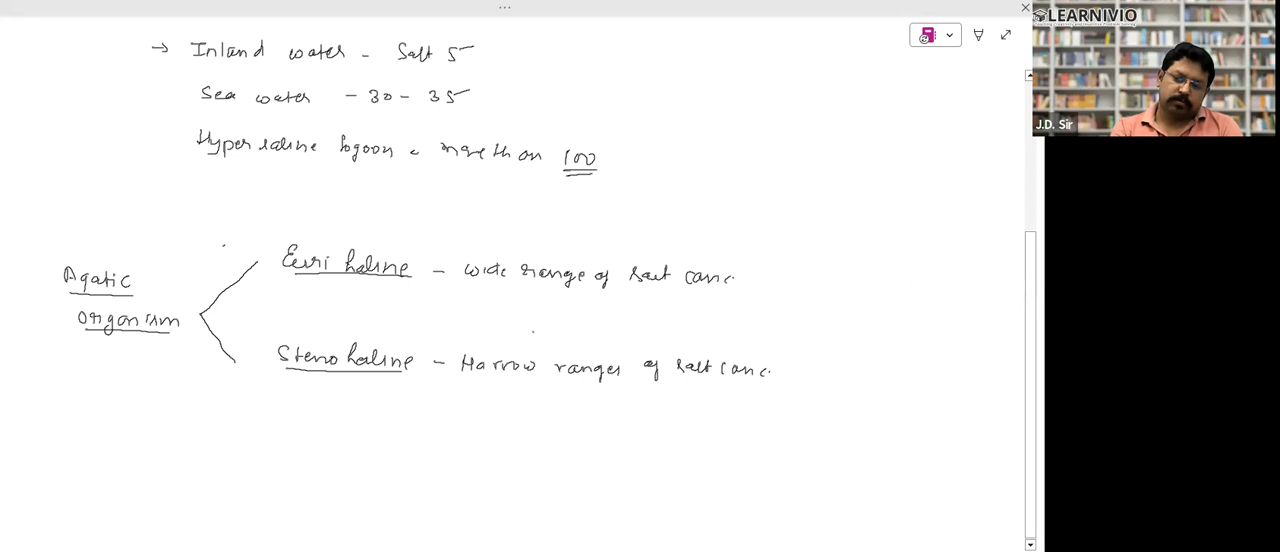 → Inland water - Salt 5
Sea water - 30 - 35
Hyper saline lagoon < more than 100
Agatic
Organism
Euri haline - wide range of salt conc.
Steno haline - Narrow ranges of salt conc.
LEARNIVIO
J.D. Sir